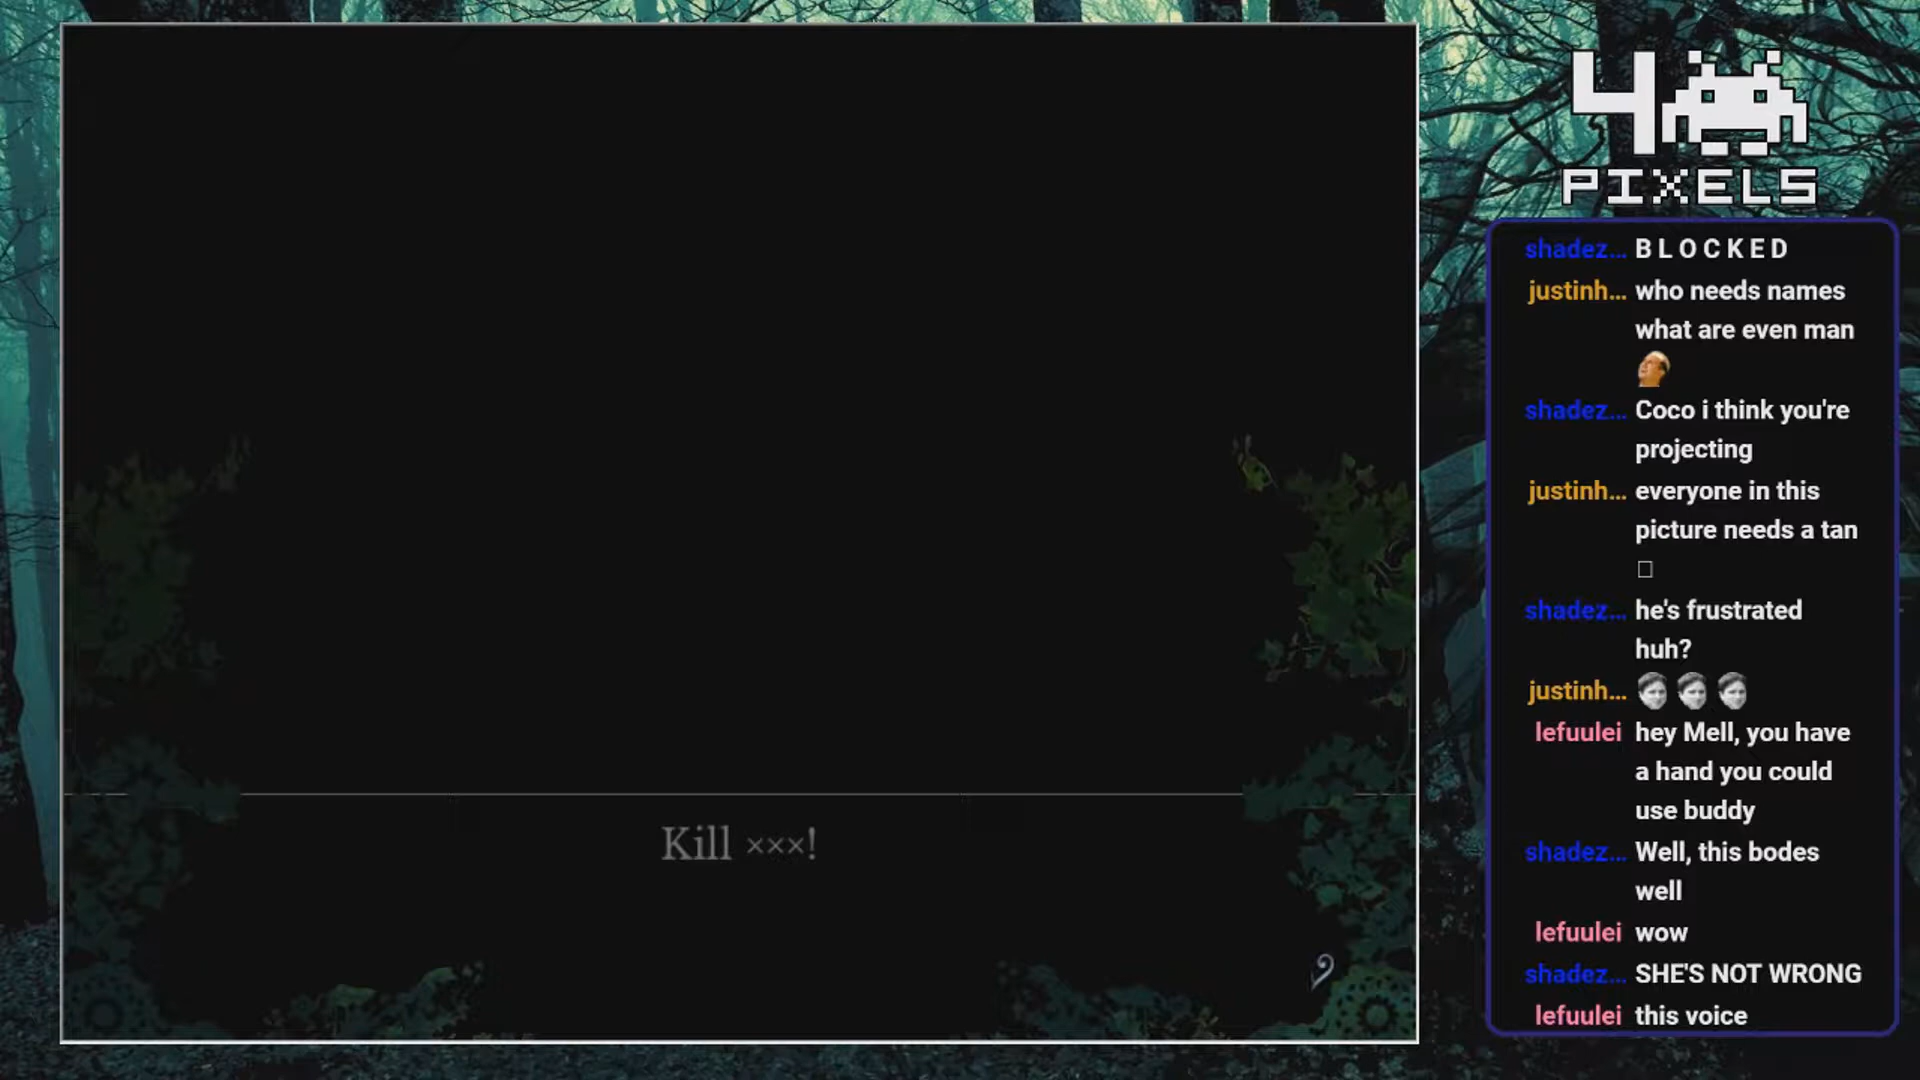 4
PIXELS
shadez... B L O C K E D
justinh... who needs names
what are even man
shadez... Coco i think you're
projecting
justinh... everyone in this
picture needs a tan
shadez... he's frustrated
huh?
justinh...
lefuulei hey Mell, you have
a hand you could
use buddy
shadez... Well, this bodes
well
lefuulei wow
shadez... SHE'S NOT WRONG
lefuulei this voice
Kill ×××!